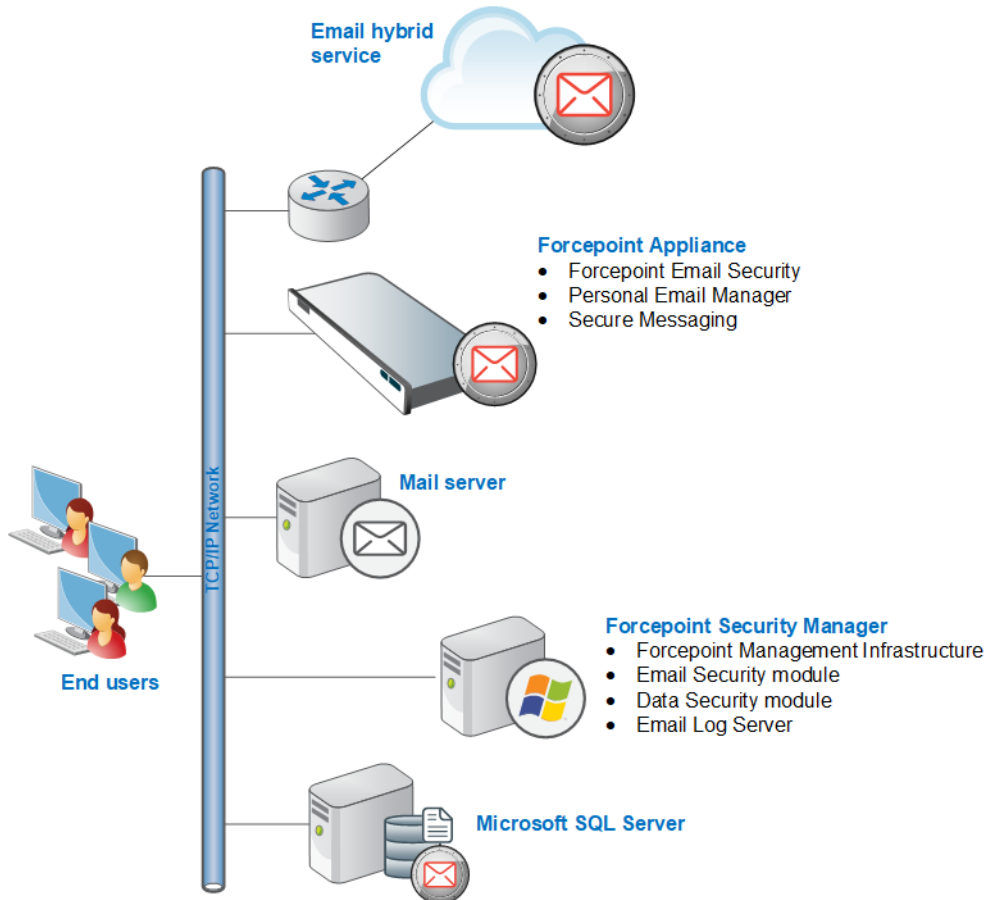 Email hybrid
service
Forcepoint Appliance
• Forcepoint Email Security
• Personal Email Manager
• Secure Messaging
Mail server
TCP/IP Network
End users
Forcepoint Security Manager
• Forcepoint Management Infrastructure
• Email Security module
• Data Security module
• Email Log Server
Microsoft SQL Server